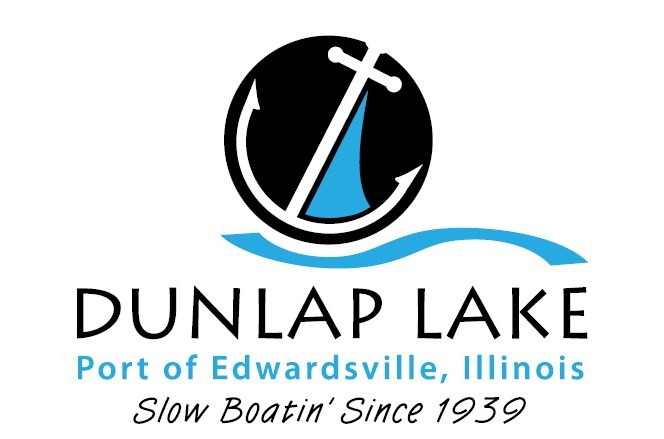 DUNLAP LAKE
Port of Edwardsville, Illinois
Slow Boatin' Since 1939